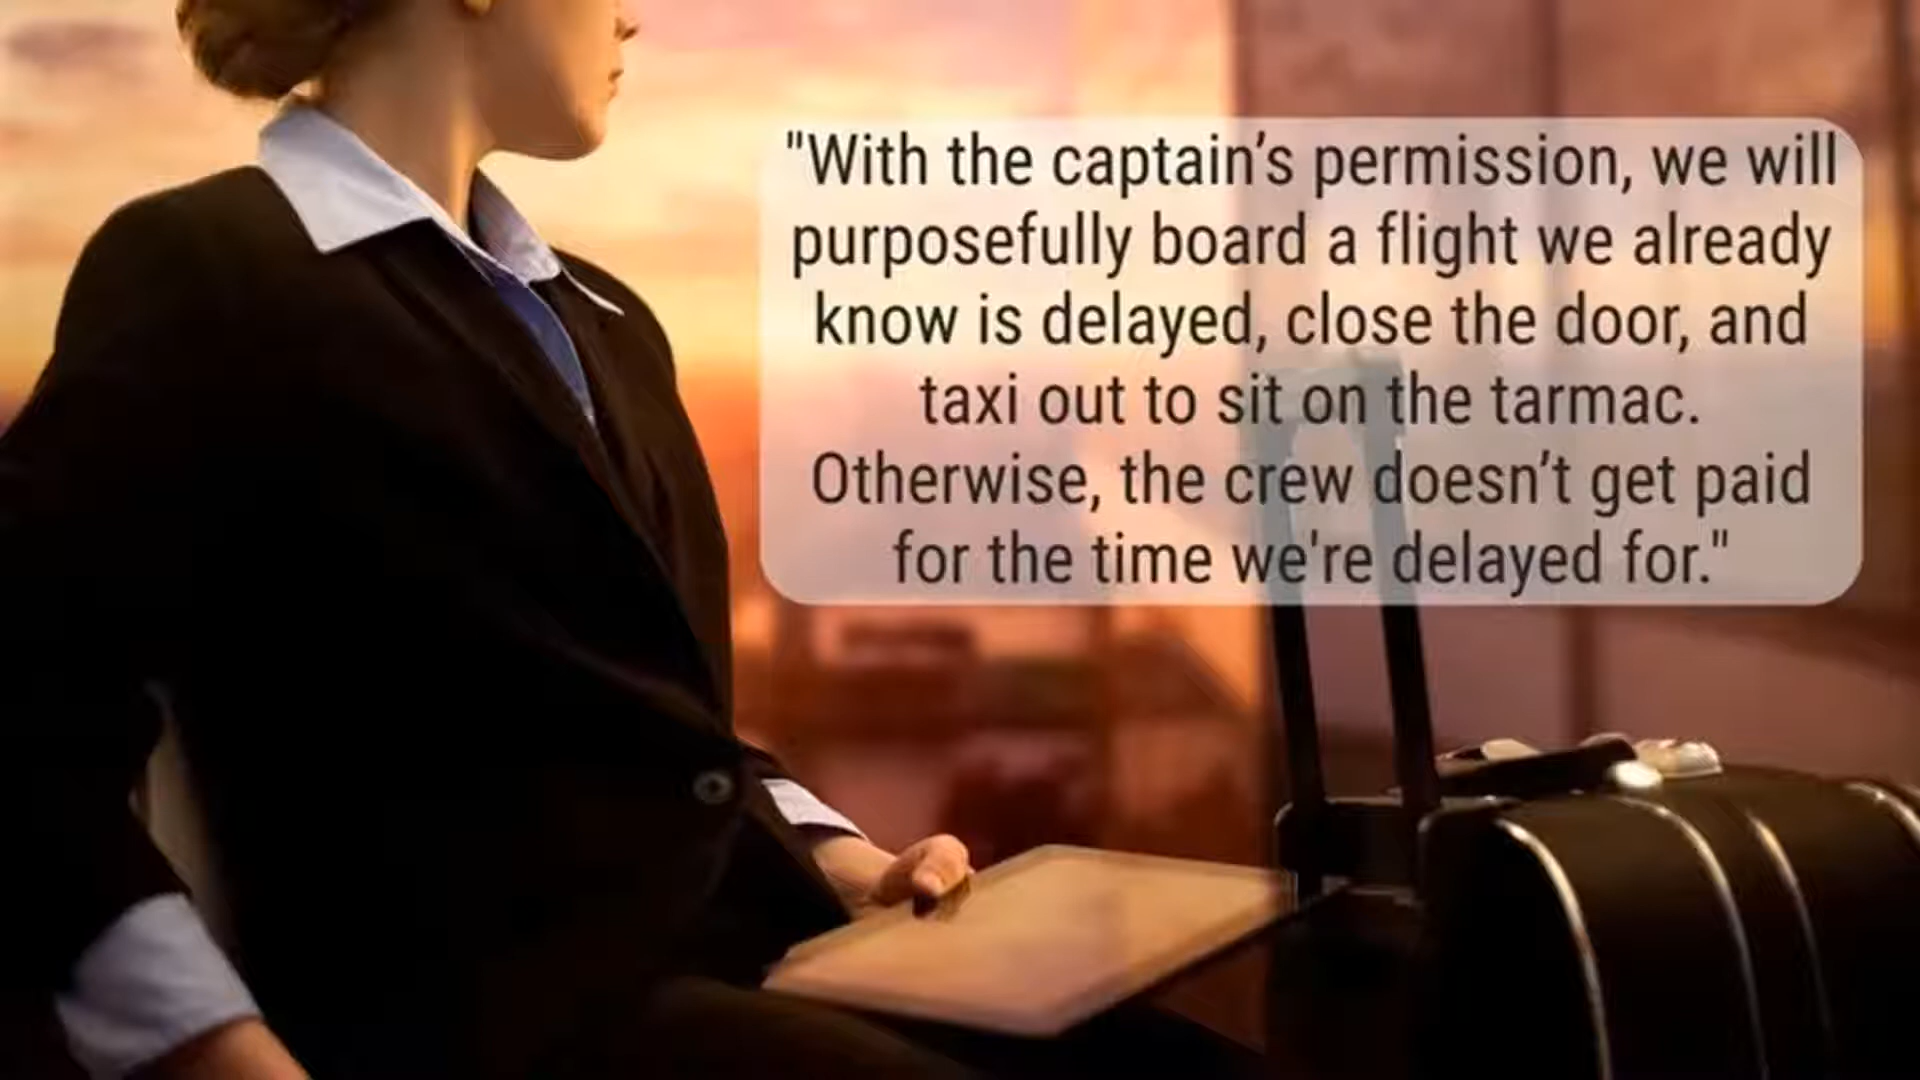 "With the captain’s permission, we will
purposefully board a flight we already
know is delayed, close the door, and
taxi out to sit on the tarmac.
Otherwise, the crew doesn’t get paid
for the time we're delayed for."